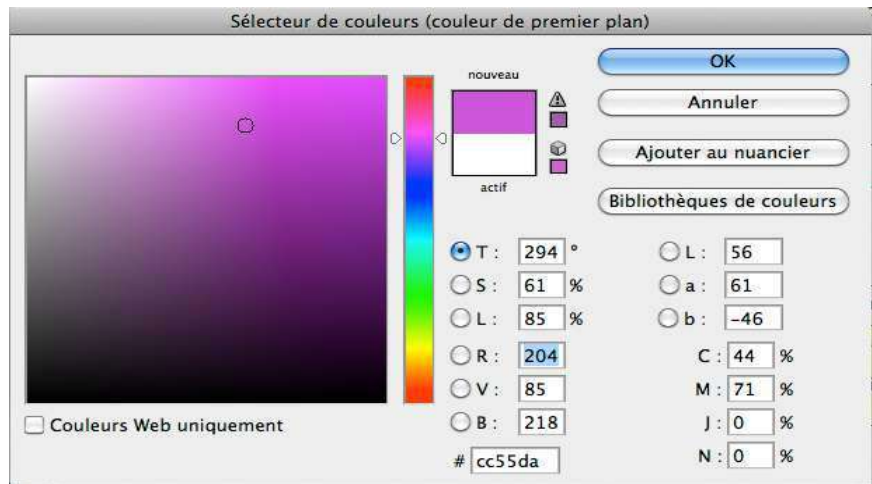 Sélecteur de couleurs (couleur de premier plan)
nouveau
actif
OK
Annuler
Ajouter au nuancier
Bibliothèques de couleurs
T : 294 °
S : 61 %
L : 85 %
R : 204
V : 85
B : 218
# cc55da
L : 56
a : 61
b : -46
C : 44 %
M : 71 %
J : 0 %
N : 0 %
Couleurs Web uniquement